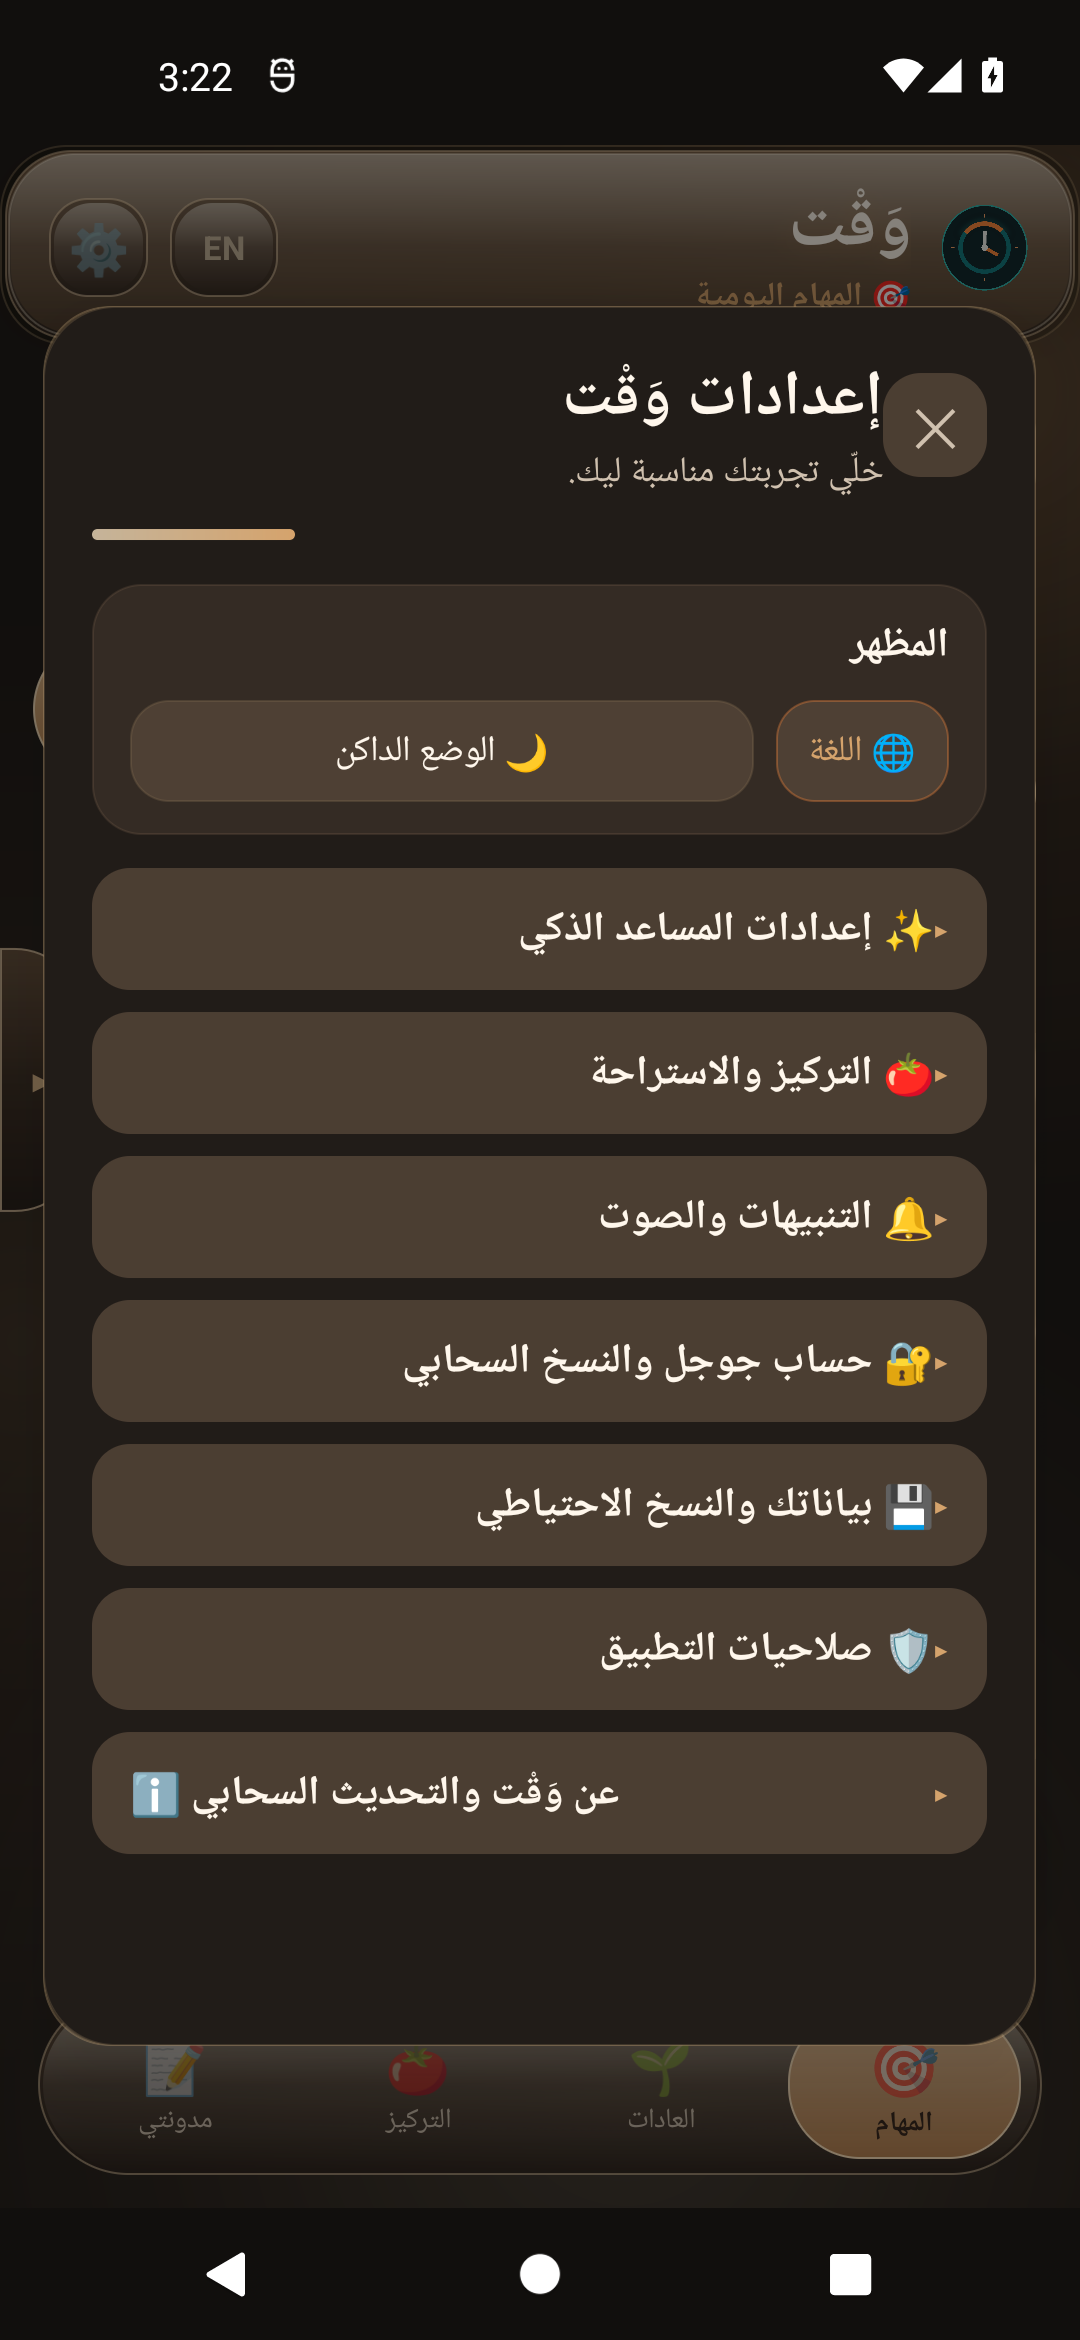 3:22
وَقْت
EN
المهام اليومية
إعدادات وَقْت
خلّي تجربتك مناسبة ليك.
المظهر
اللغة
الوضع الداكن
إعدادات المساعد الذكي
التركيز والاستراحة
التنبيهات والصوت
حساب جوجل والنسخ السحابي
بياناتك والنسخ الاحتياطي
صلاحيات التطبيق
عن وَقْت والتحديث السحابي
المهام
العادات
التركيز
مدونتي